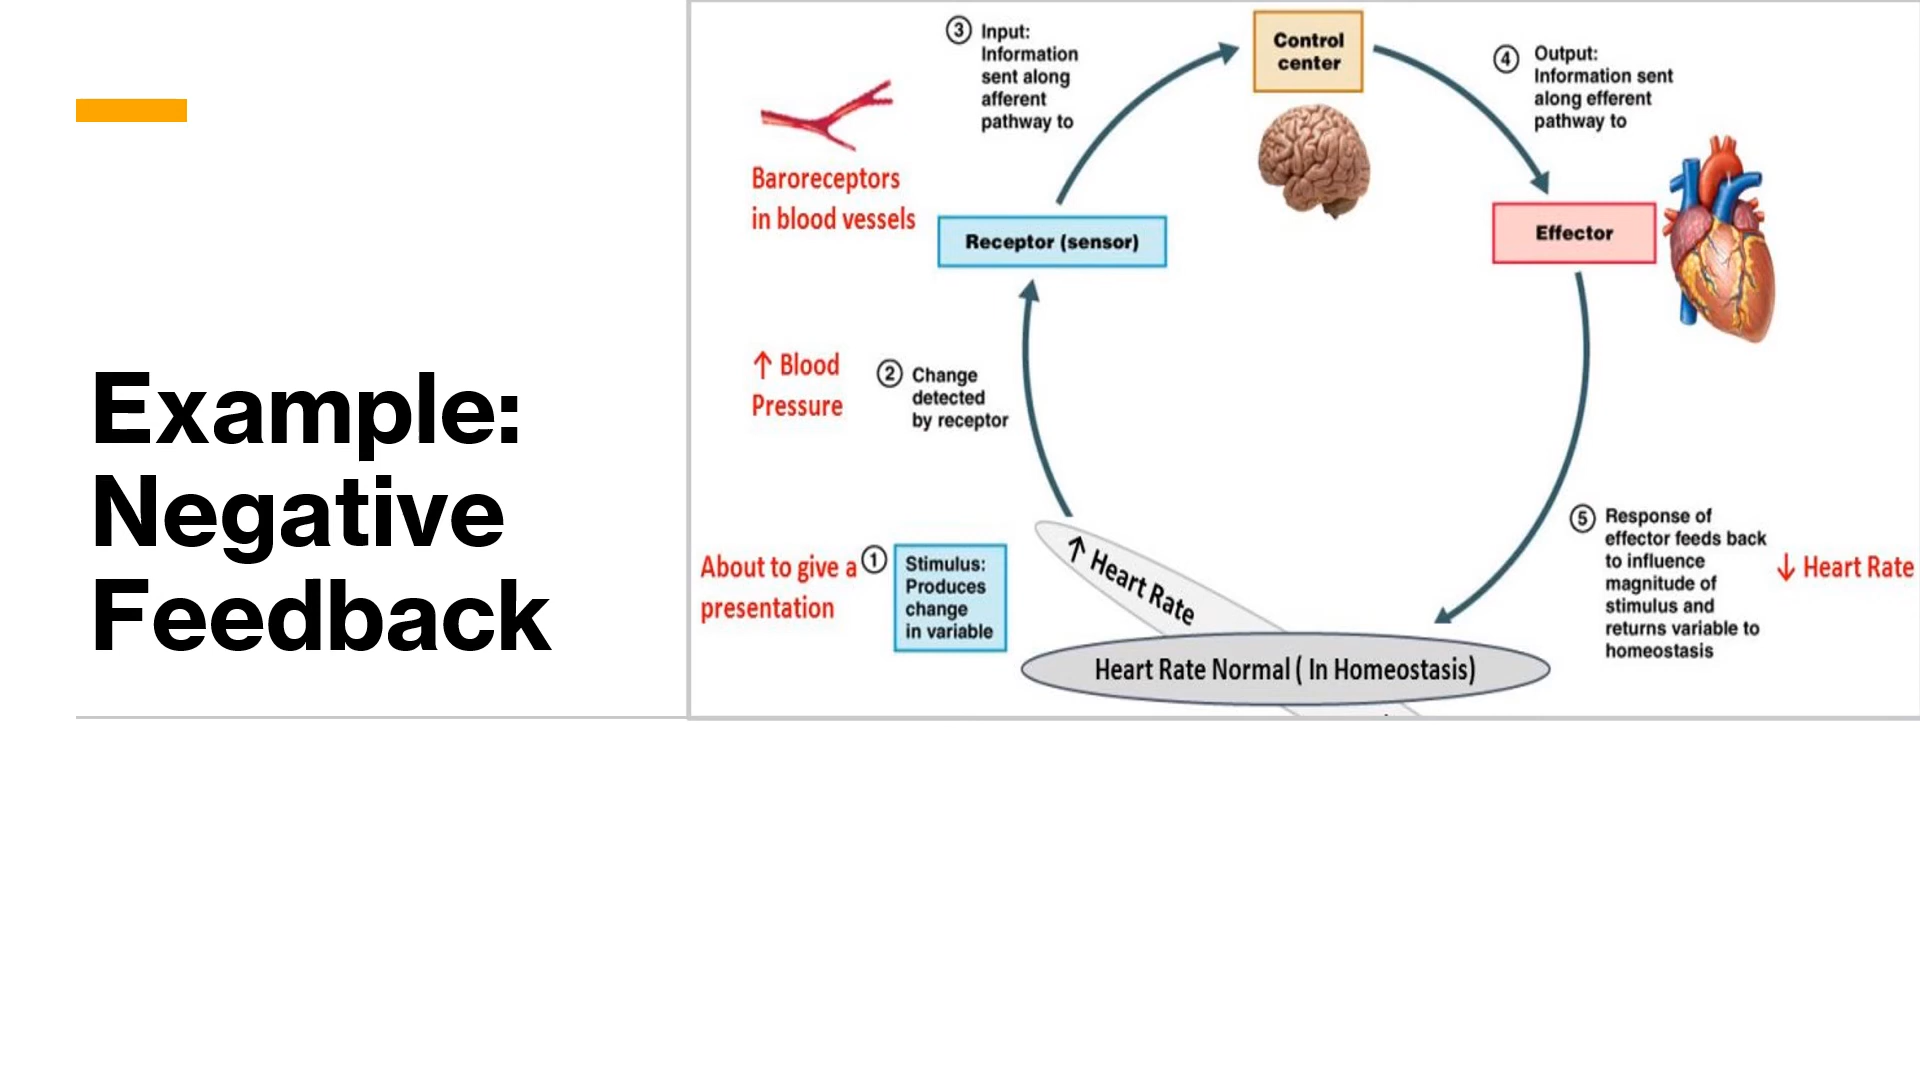 Example:
Negative
Feedback
3 Input:
Information
sent along
afferent
pathway to
Control
center
4 Output:
Information sent
along efferent
pathway to
Baroreceptors
in blood vessels
Receptor (sensor)
Effector
↑ Blood
Pressure
2 Change
detected
by receptor
About to give a
presentation
1 Stimulus:
Produces
change
in variable
↑ Heart Rate
Heart Rate Normal ( In Homeostasis)
5 Response of
effector feeds back
to influence
magnitude of
stimulus and
returns variable to
homeostasis
↓ Heart Rate